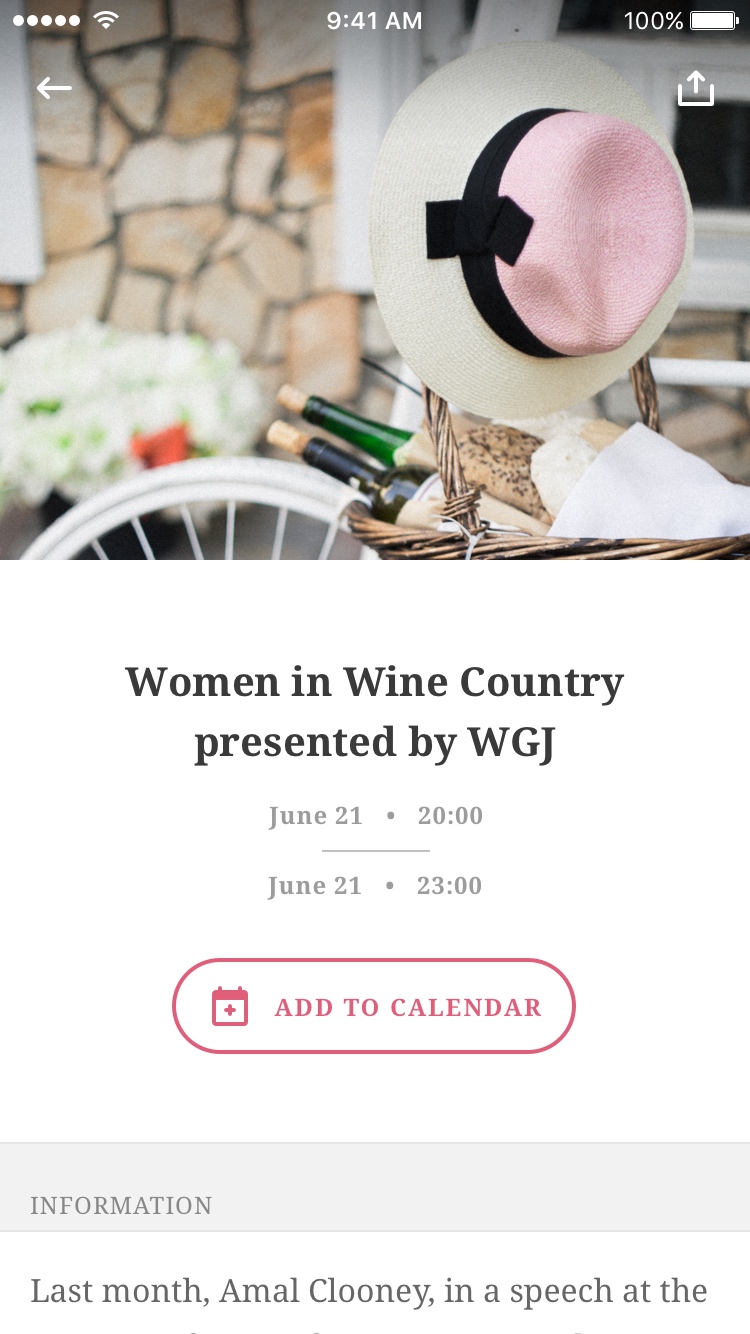 9:41 AM 100%
Women in Wine Country
presented by WGJ
June 21 • 20:00
June 21 • 23:00
ADD TO CALENDAR
INFORMATION
Last month, Amal Clooney, in a speech at the